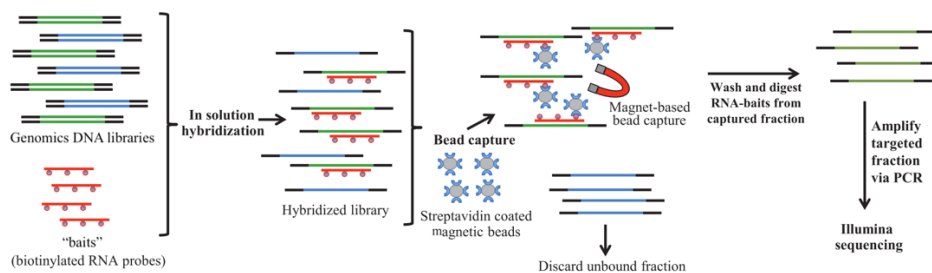 Genomics DNA libraries
"baits"
(biotinylated RNA probes)
In solution
hybridization
Hybridized library
Bead capture
Streptavidin coated
magnetic beads
Magnet-based
bead capture
Discard unbound fraction
Wash and digest
RNA-baits from
captured fraction
Amplify
targeted
fraction
via PCR
Illumina
sequencing